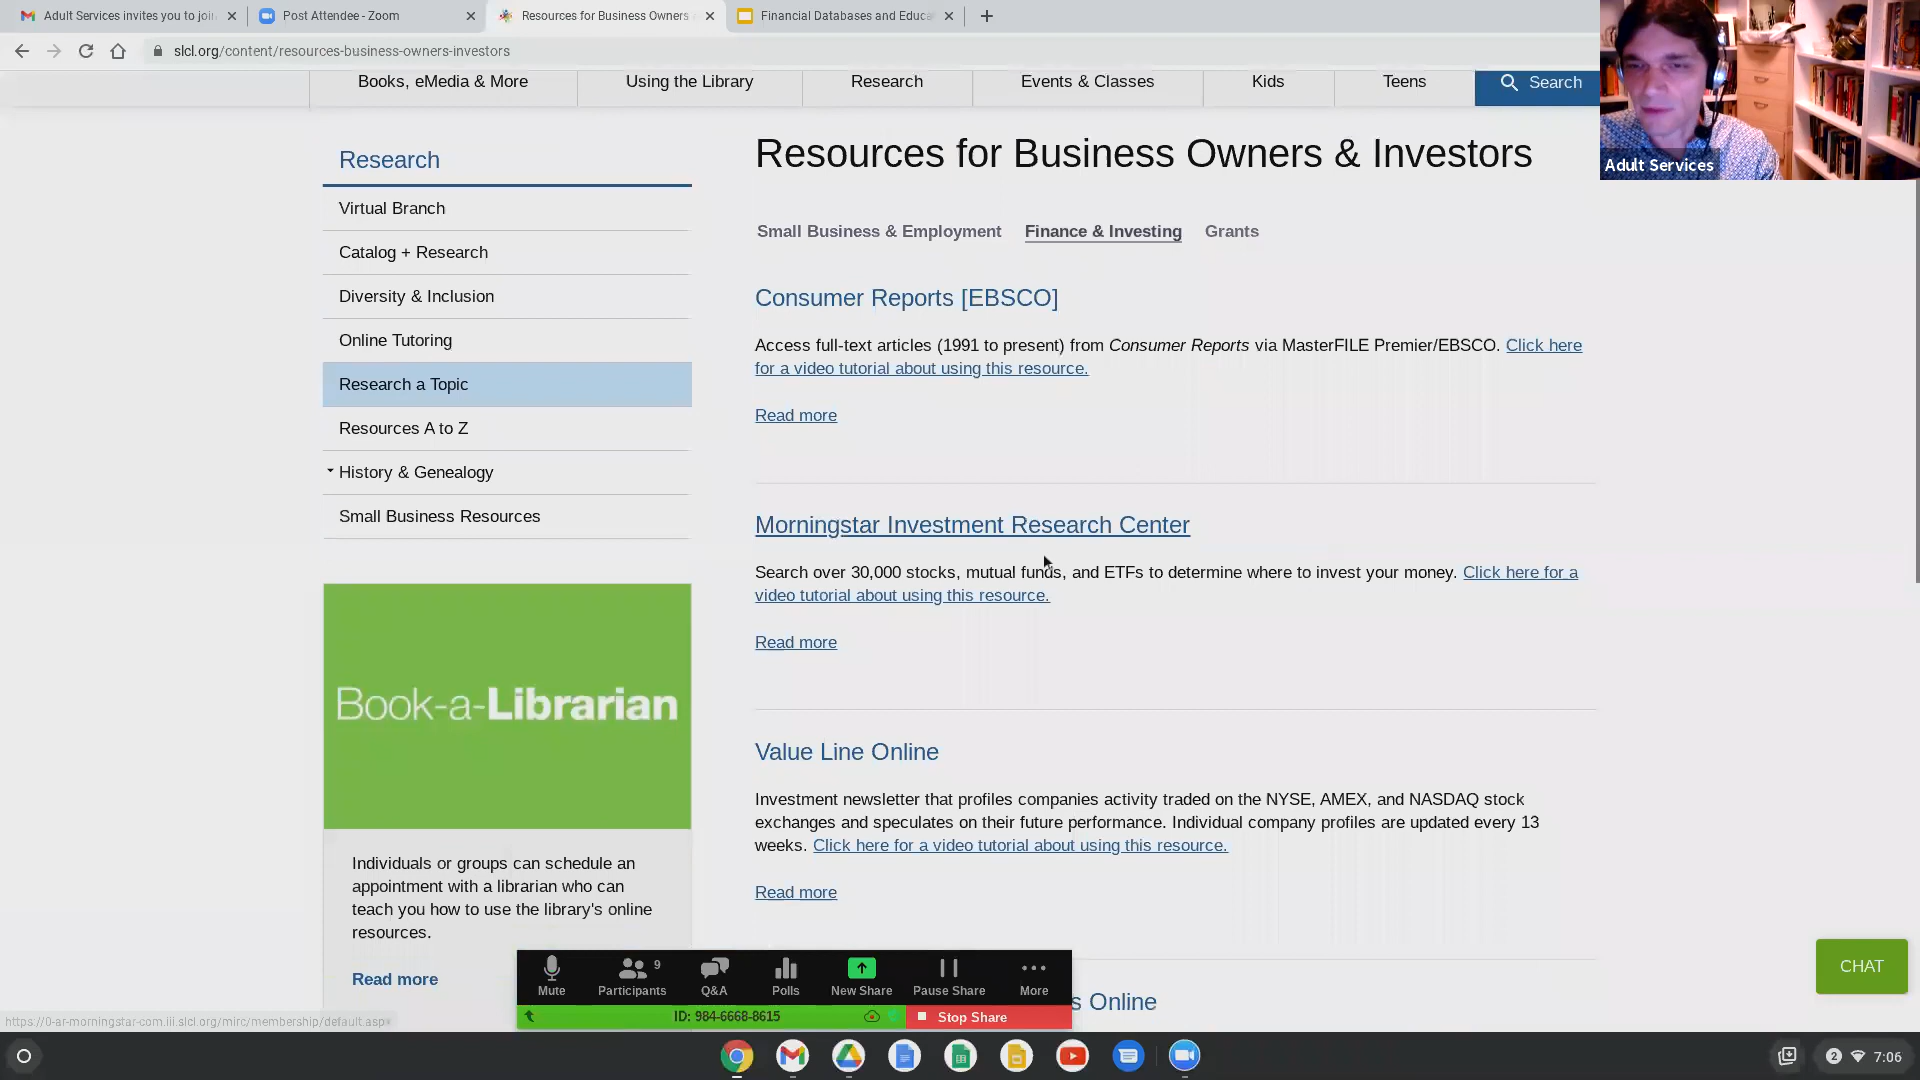 Adult Services invites you to joi
Post Attendee - Zoom
Resources for Business Owners
Financial Databases and Educa
slcl.org/content/resources-business-owners-investors
Books, eMedia & More
Using the Library
Research
Events & Classes
Kids
Teens
Search
Adult Services
Research
Virtual Branch
Catalog + Research
Diversity & Inclusion
Online Tutoring
Research a Topic
Resources A to Z
History & Genealogy
Small Business Resources
Book-a-Librarian
Individuals or groups can schedule an
appointment with a librarian who can
teach you how to use the library's online
resources.
Read more
Resources for Business Owners & Investors
Small Business & Employment Finance & Investing Grants
Consumer Reports [EBSCO]
Access full-text articles (1991 to present) from Consumer Reports via MasterFILE Premier/EBSCO. Click here
for a video tutorial about using this resource.
Read more
Morningstar Investment Research Center
Search over 30,000 stocks, mutual funds, and ETFs to determine where to invest your money. Click here for a
video tutorial about using this resource.
Read more
Value Line Online
Investment newsletter that profiles companies activity traded on the NYSE, AMEX, and NASDAQ stock
exchanges and speculates on their future performance. Individual company profiles are updated every 13
weeks. Click here for a video tutorial about using this resource.
Read more
s Online
CHAT
Mute
Participants 9
Q&A
Polls
New Share
Pause Share
More
ID: 984-6668-8615
Stop Share
https://0-ar-morningstar-com.iii.slcl.org/mirc/membership/default.aspx
2
7:06